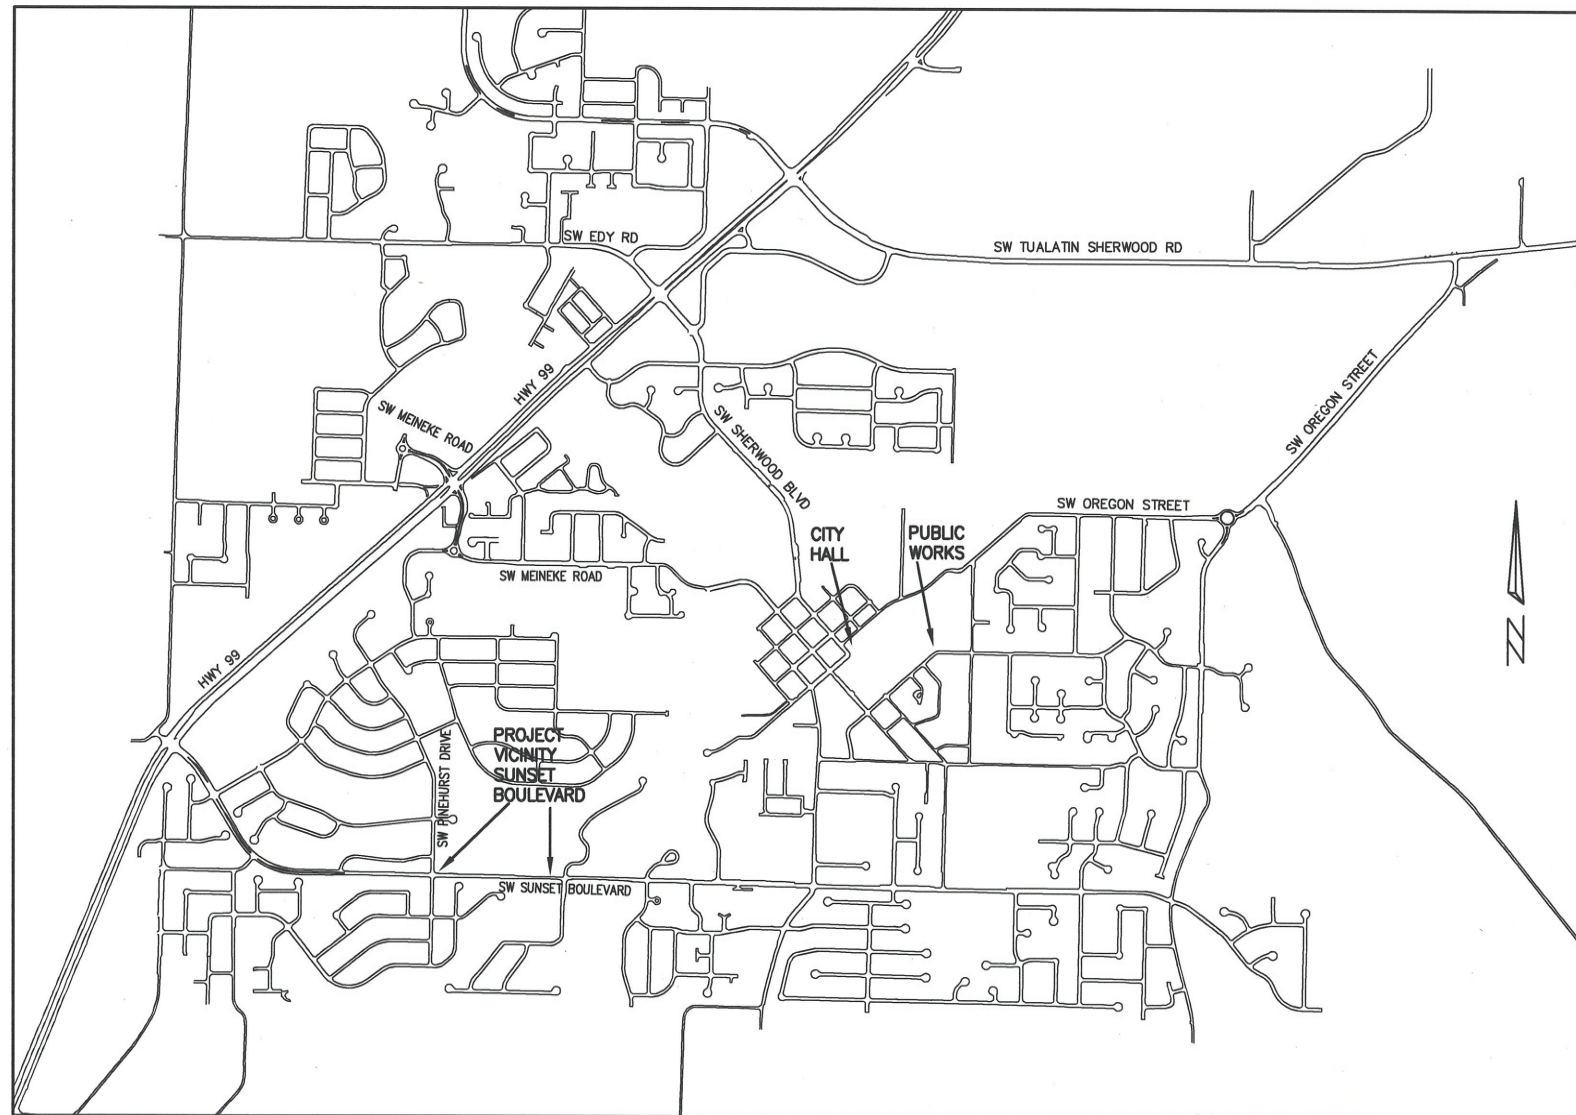 SW EDY RD
SW TUALATIN SHERWOOD RD
HWY 99
SW OREGON STREET
SW MEINEKE ROAD
SW SHERWOOD BLVD
SW OREGON STREET
CITY
HALL
PUBLIC
WORKS
SW MEINEKE ROAD
HWY 99
N
PROJECT
VICINITY
SUNSET
BOULEVARD
SW PINEHURST DRIVE
SW SUNSET BOULEVARD